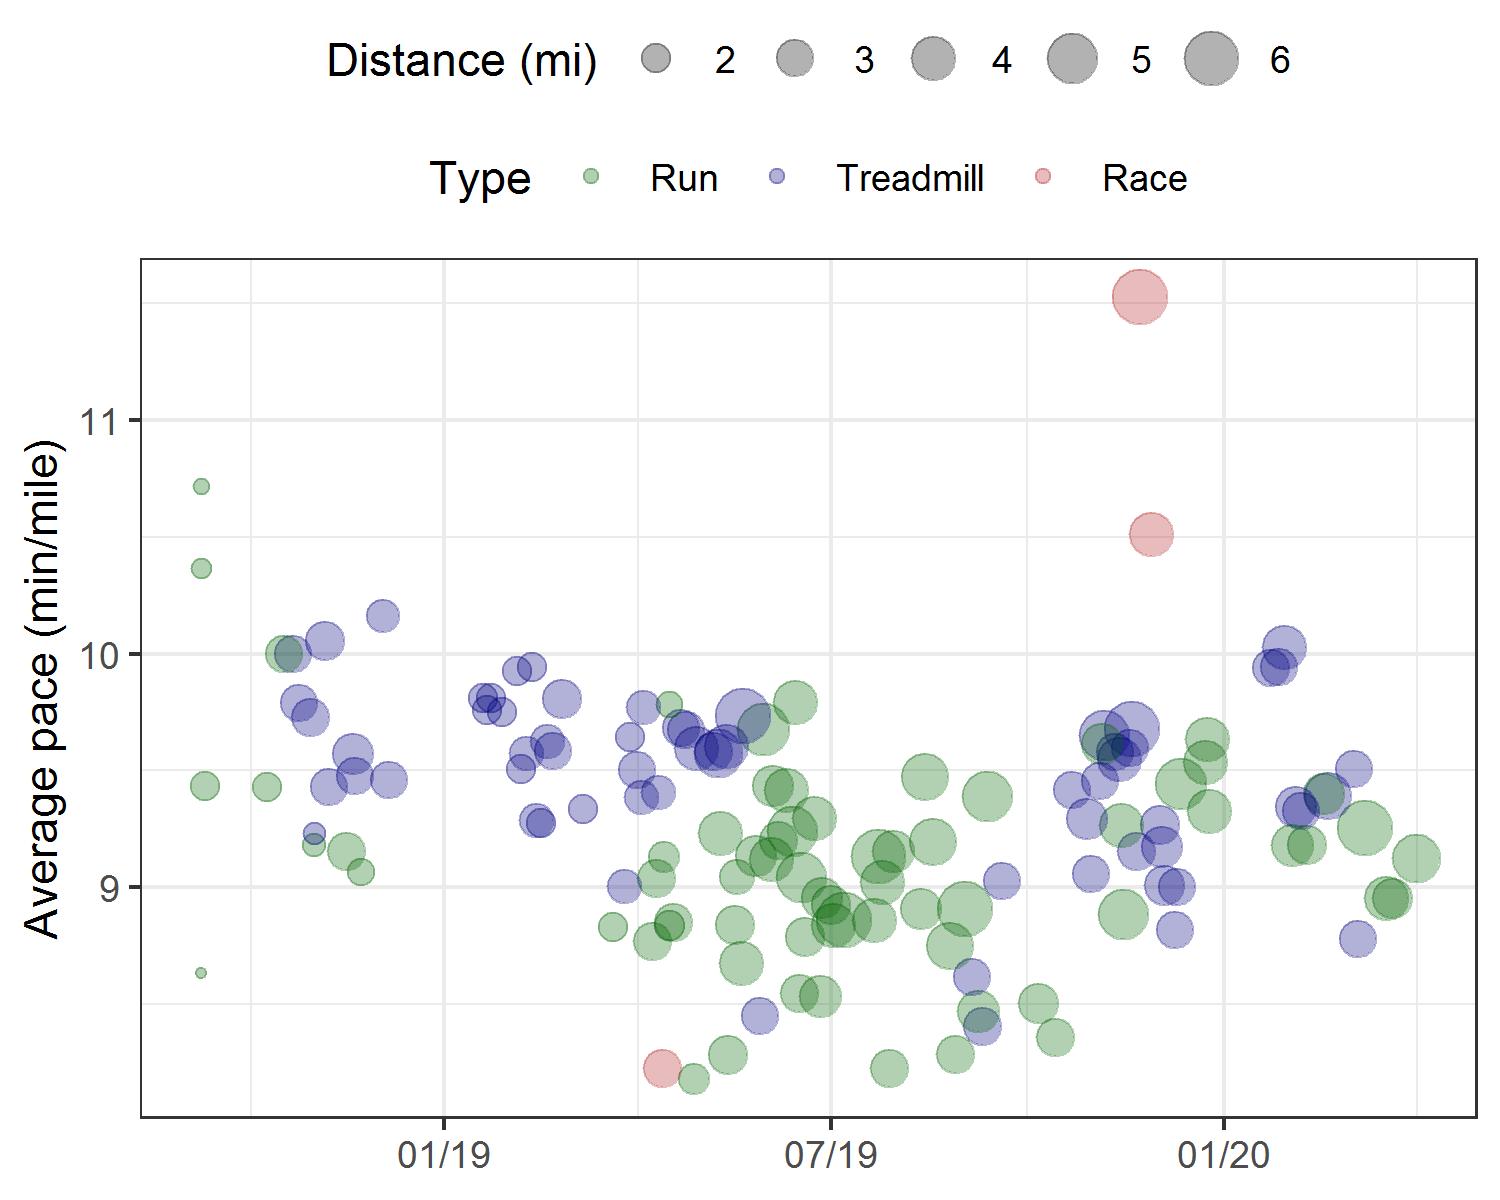 Distance (mi) 2 3 4 5 6
Type Run Treadmill Race
Average pace (min/mile)
11
10
9
01/19 07/19 01/20